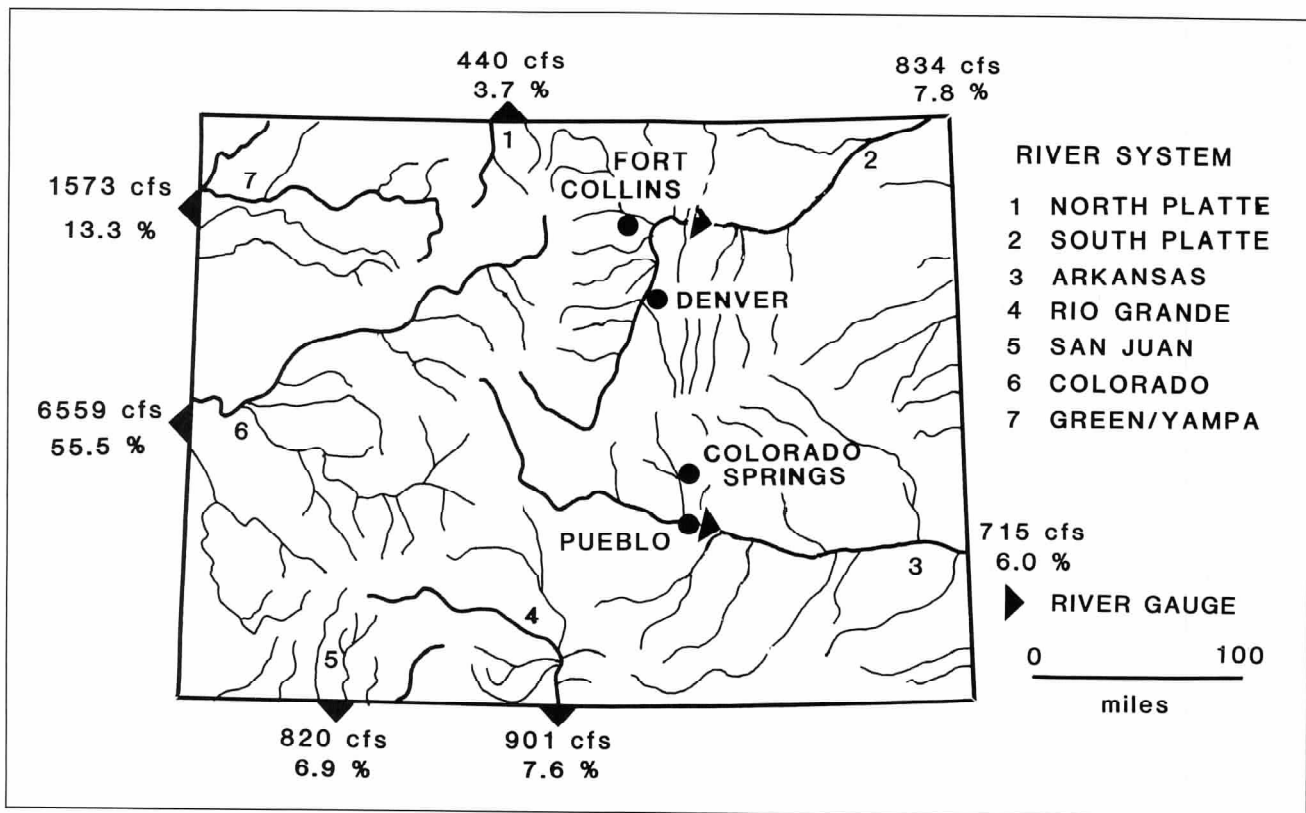 440 cfs
3.7 %
834 cfs
7.8 %
1
2
FORT
COLLINS
7
1573 cfs
13.3 %
DENVER
6559 cfs
55.5 %
6
COLORADO
SPRINGS
PUEBLO
3
715 cfs
6.0 %
4
5
820 cfs
6.9 %
901 cfs
7.6 %
RIVER SYSTEM
1 NORTH PLATTE
2 SOUTH PLATTE
3 ARKANSAS
4 RIO GRANDE
5 SAN JUAN
6 COLORADO
7 GREEN/YAMPA
RIVER GAUGE
0 100
miles